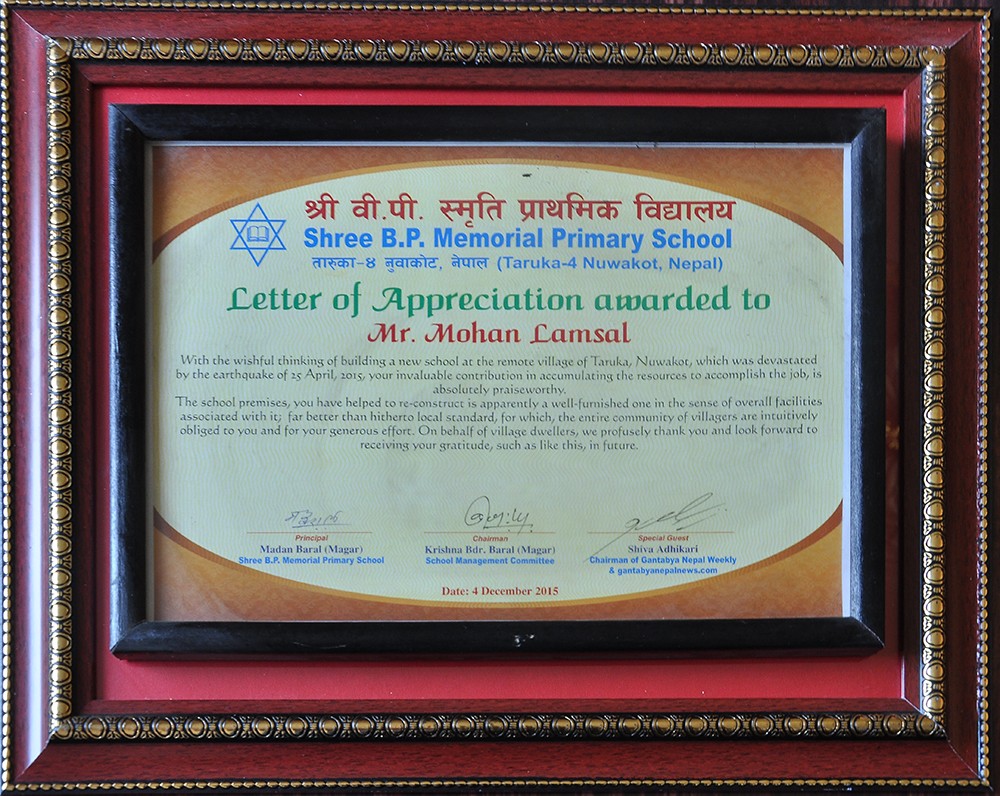 श्री वी.पी. स्मृति प्राथमिक विद्यालय
Shree B.P. Memorial Primary School
तारुका-४ नुवाकोट, नेपाल (Taruka-4 Nuwakot, Nepal)
Letter of Appreciation awarded to
Mr. Mohan Lamsal
With the wishful thinking of building a new school at the remote village of Taruka, Nuwakot, which was devastated
by the earthquake of 25 April, 2015, your invaluable contribution in accumulating the resources to accomplish the job, is
absolutely praiseworthy.
The school premises, you have helped to re-construct is apparently a well-furnished one in the sense of overall facilities
associated with it; far better than hitherto local standard, for which, the entire community of villagers are intuitively
obliged to you and for your generous effort. On behalf of village dwellers, we profusely thank you and look forward to
receiving your gratitude, such as like this, in future.
Principal
Madan Baral (Magar)
Shree B.P. Memorial Primary School
Chairman
Krishna Bdr. Baral (Magar)
School Management Committee
Special Guest
Shiva Adhikari
Chairman of Gantabya Nepal Weekly
& gantabyanepalnews.com
Date: 4 December 2015